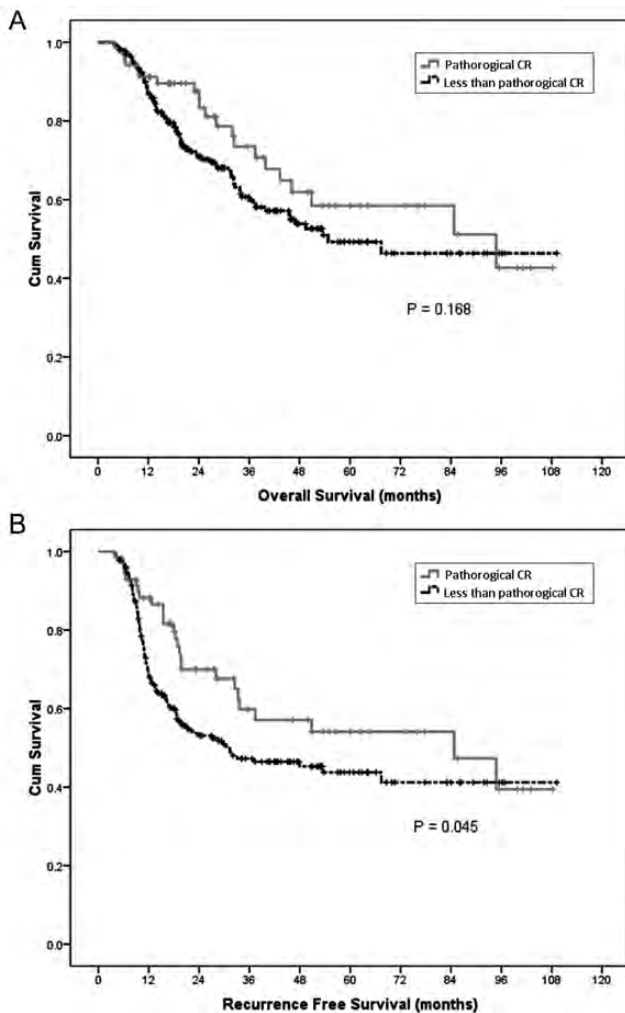 A
Pathorogical CR
Less than pathorogical CR
1.0
0.8
0.6
0.4
0.2
0.0
Cum Survival
P = 0.168
0 12 24 36 48 60 72 84 96 108 120
Overall Survival (months)
B
Pathorogical CR
Less than pathorogical CR
1.0
0.8
0.6
0.4
0.2
0.0
Cum Survival
P = 0.045
0 12 24 36 48 60 72 84 96 108 120
Recurrence Free Survival (months)